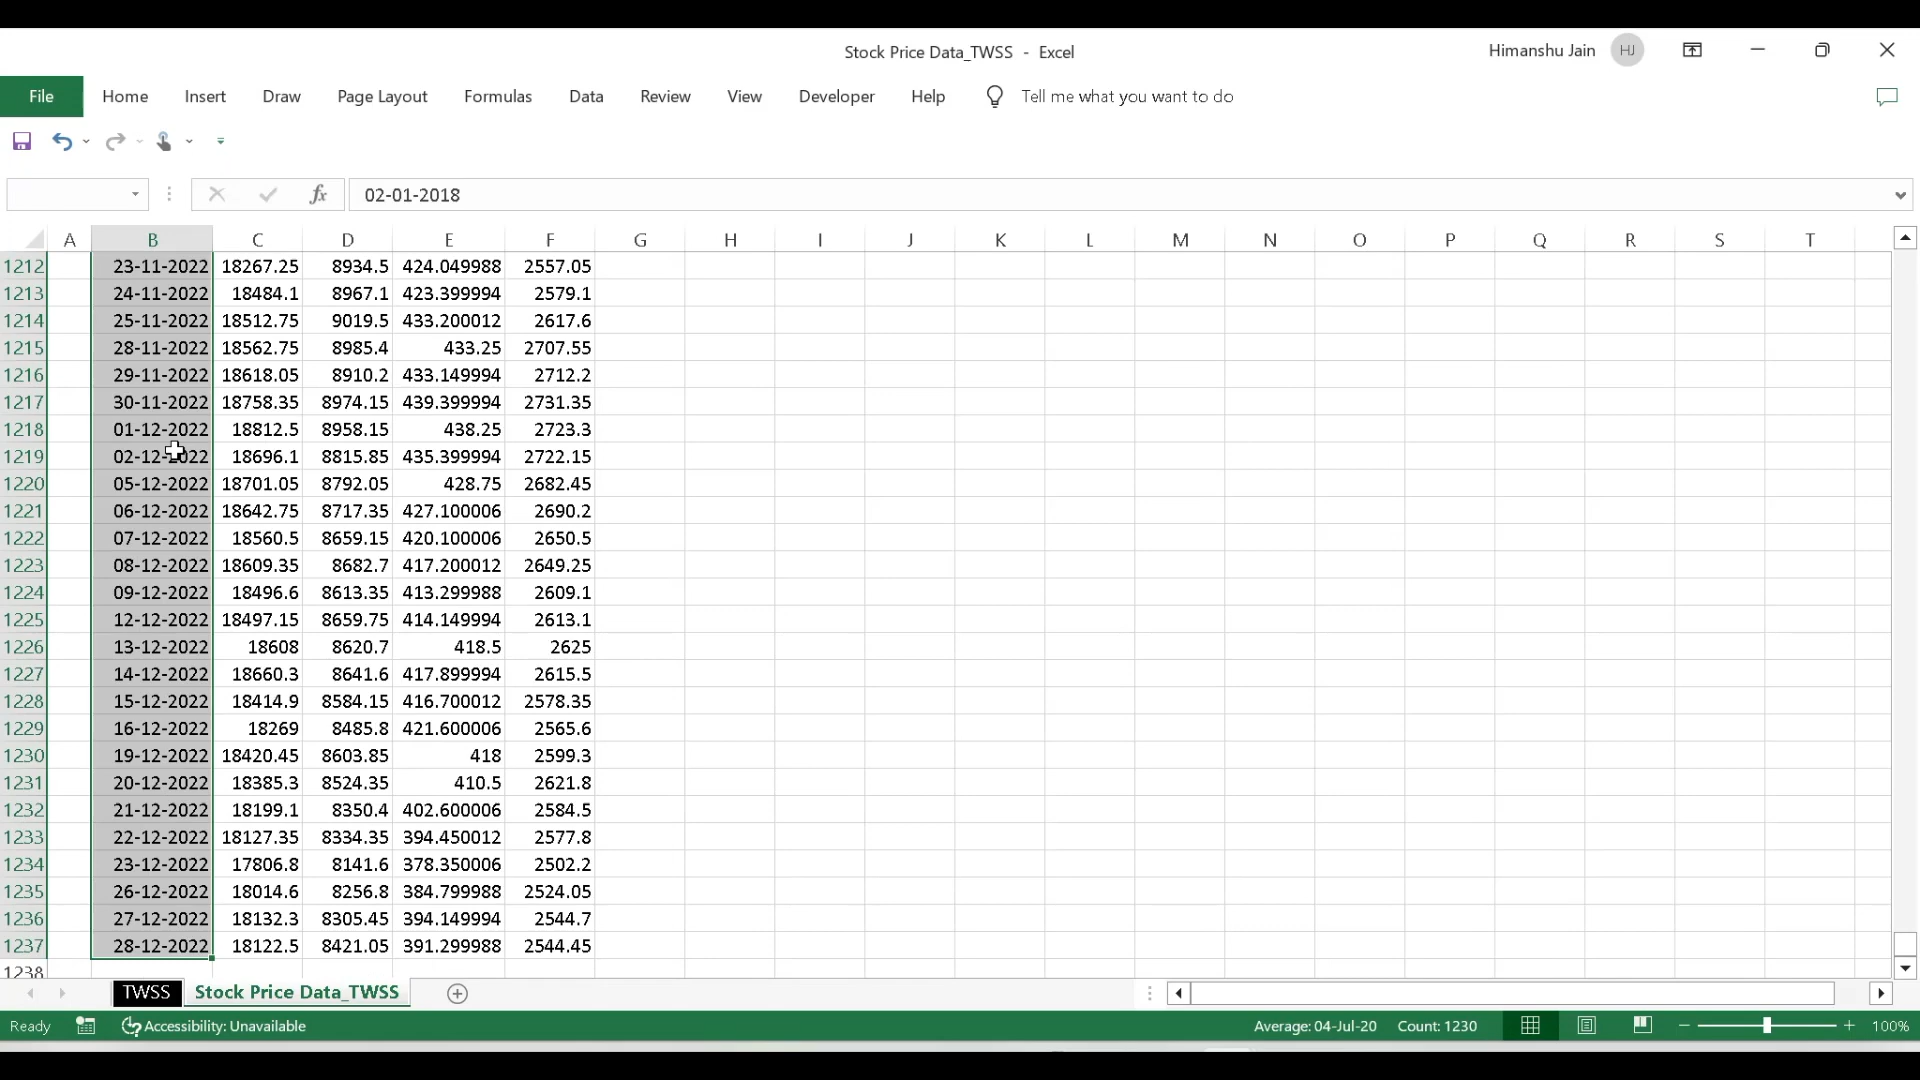 Stock Price Data_TWSS - Excel
Himanshu Jain HJ
File Home Insert Draw Page Layout Formulas Data Review View Developer Help Tell me what you want to do
fx 02-01-2018
A B C D E F G H I J K L M N O P Q R S T
1212 23-11-2022 18267.25 8934.5 424.049988 2557.05
1213 24-11-2022 18484.1 8967.1 423.399994 2579.1
1214 25-11-2022 18512.75 9019.5 433.200012 2617.6
1215 28-11-2022 18562.75 8985.4 433.25 2707.55
1216 29-11-2022 18618.05 8910.2 433.149994 2712.2
1217 30-11-2022 18758.35 8974.15 439.399994 2731.35
1218 01-12-2022 18812.5 8958.15 438.25 2723.3
1219 02-12-2022 18696.1 8815.85 435.399994 2722.15
1220 05-12-2022 18701.05 8792.05 428.75 2682.45
1221 06-12-2022 18642.75 8717.35 427.100006 2690.2
1222 07-12-2022 18560.5 8659.15 420.100006 2650.5
1223 08-12-2022 18609.35 8682.7 417.200012 2649.25
1224 09-12-2022 18496.6 8613.35 413.299988 2609.1
1225 12-12-2022 18497.15 8659.75 414.149994 2613.1
1226 13-12-2022 18608 8620.7 418.5 2625
1227 14-12-2022 18660.3 8641.6 417.899994 2615.5
1228 15-12-2022 18414.9 8584.15 416.700012 2578.35
1229 16-12-2022 18269 8485.8 421.600006 2565.6
1230 19-12-2022 18420.45 8603.85 418 2599.3
1231 20-12-2022 18385.3 8524.35 410.5 2621.8
1232 21-12-2022 18199.1 8350.4 402.600006 2584.5
1233 22-12-2022 18127.35 8334.35 394.450012 2577.8
1234 23-12-2022 17806.8 8141.6 378.350006 2502.2
1235 26-12-2022 18014.6 8256.8 384.799988 2524.05
1236 27-12-2022 18132.3 8305.45 394.149994 2544.7
1237 28-12-2022 18122.5 8421.05 391.299988 2544.45
1238
TWSS Stock Price Data_TWSS
Ready Accessibility: Unavailable Average: 04-Jul-20 Count: 1230 100%